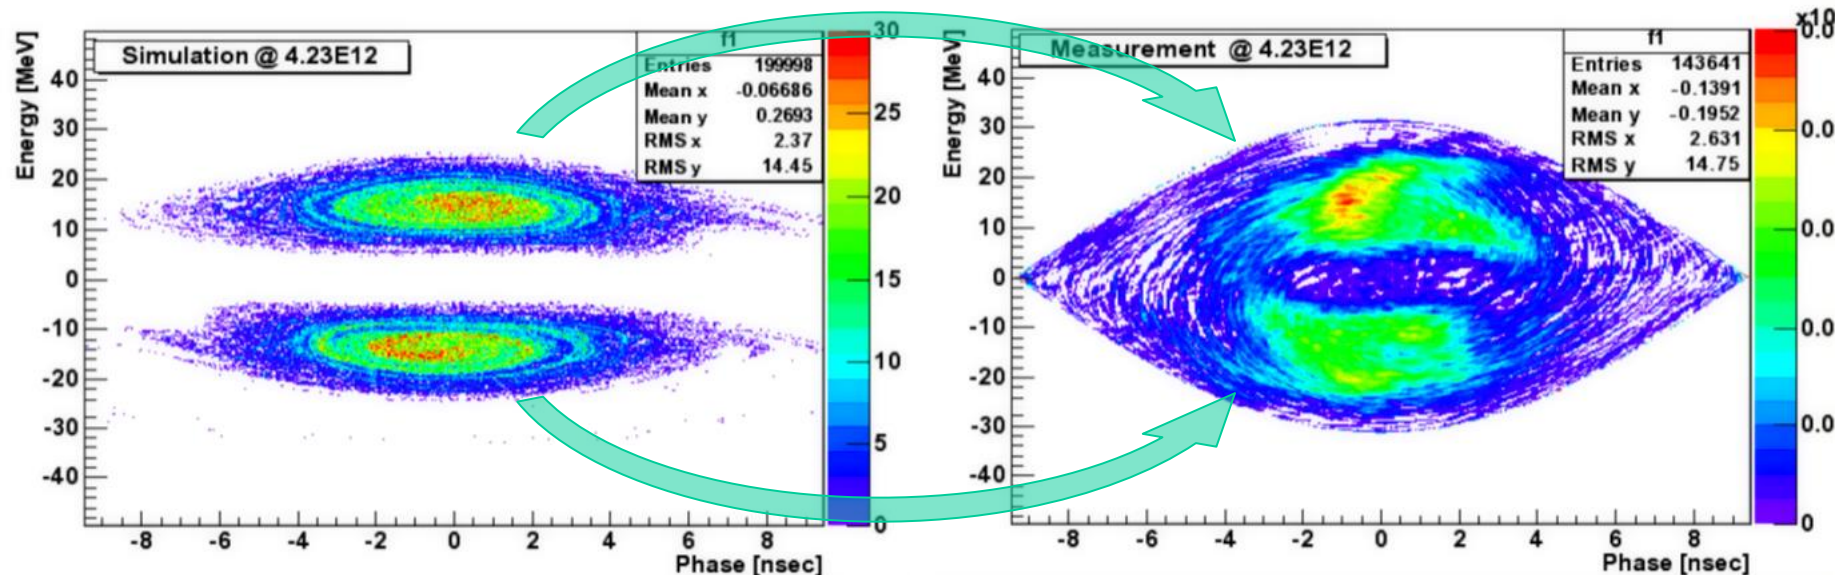 Simulation @ 4.23E12
f1
Entries 199998
Mean x -0.06686
Mean y 0.2693
RMS x 2.37
RMS y 14.45
Energy [MeV]
40
30
20
10
0
-10
-20
-30
-40
-8 -6 -4 -2 0 2 4 6 8
Phase [nsec]
30
25
20
15
10
5
0
Measurement @ 4.23E12
f1
Entries 143641
Mean x -0.1391
Mean y -0.1952
RMS x 2.631
RMS y 14.75
Energy [MeV]
40
30
20
10
0
-10
-20
-30
-40
-8 -6 -4 -2 0 2 4 6 8
Phase [nsec]
x10
0.0
0.0
0.0
0.0
0.0
0